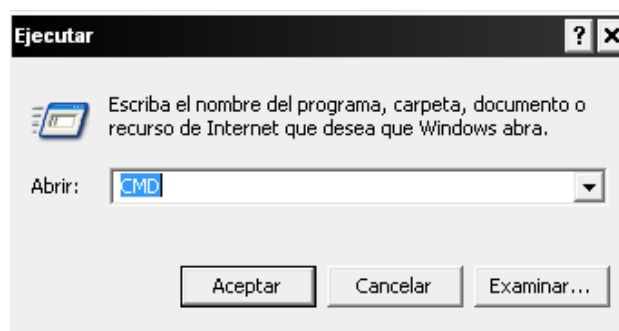 Ejecutar
Escriba el nombre del programa, carpeta, documento o
recurso de Internet que desea que Windows abra.
Abrir: CMD
Aceptar Cancelar Examinar...